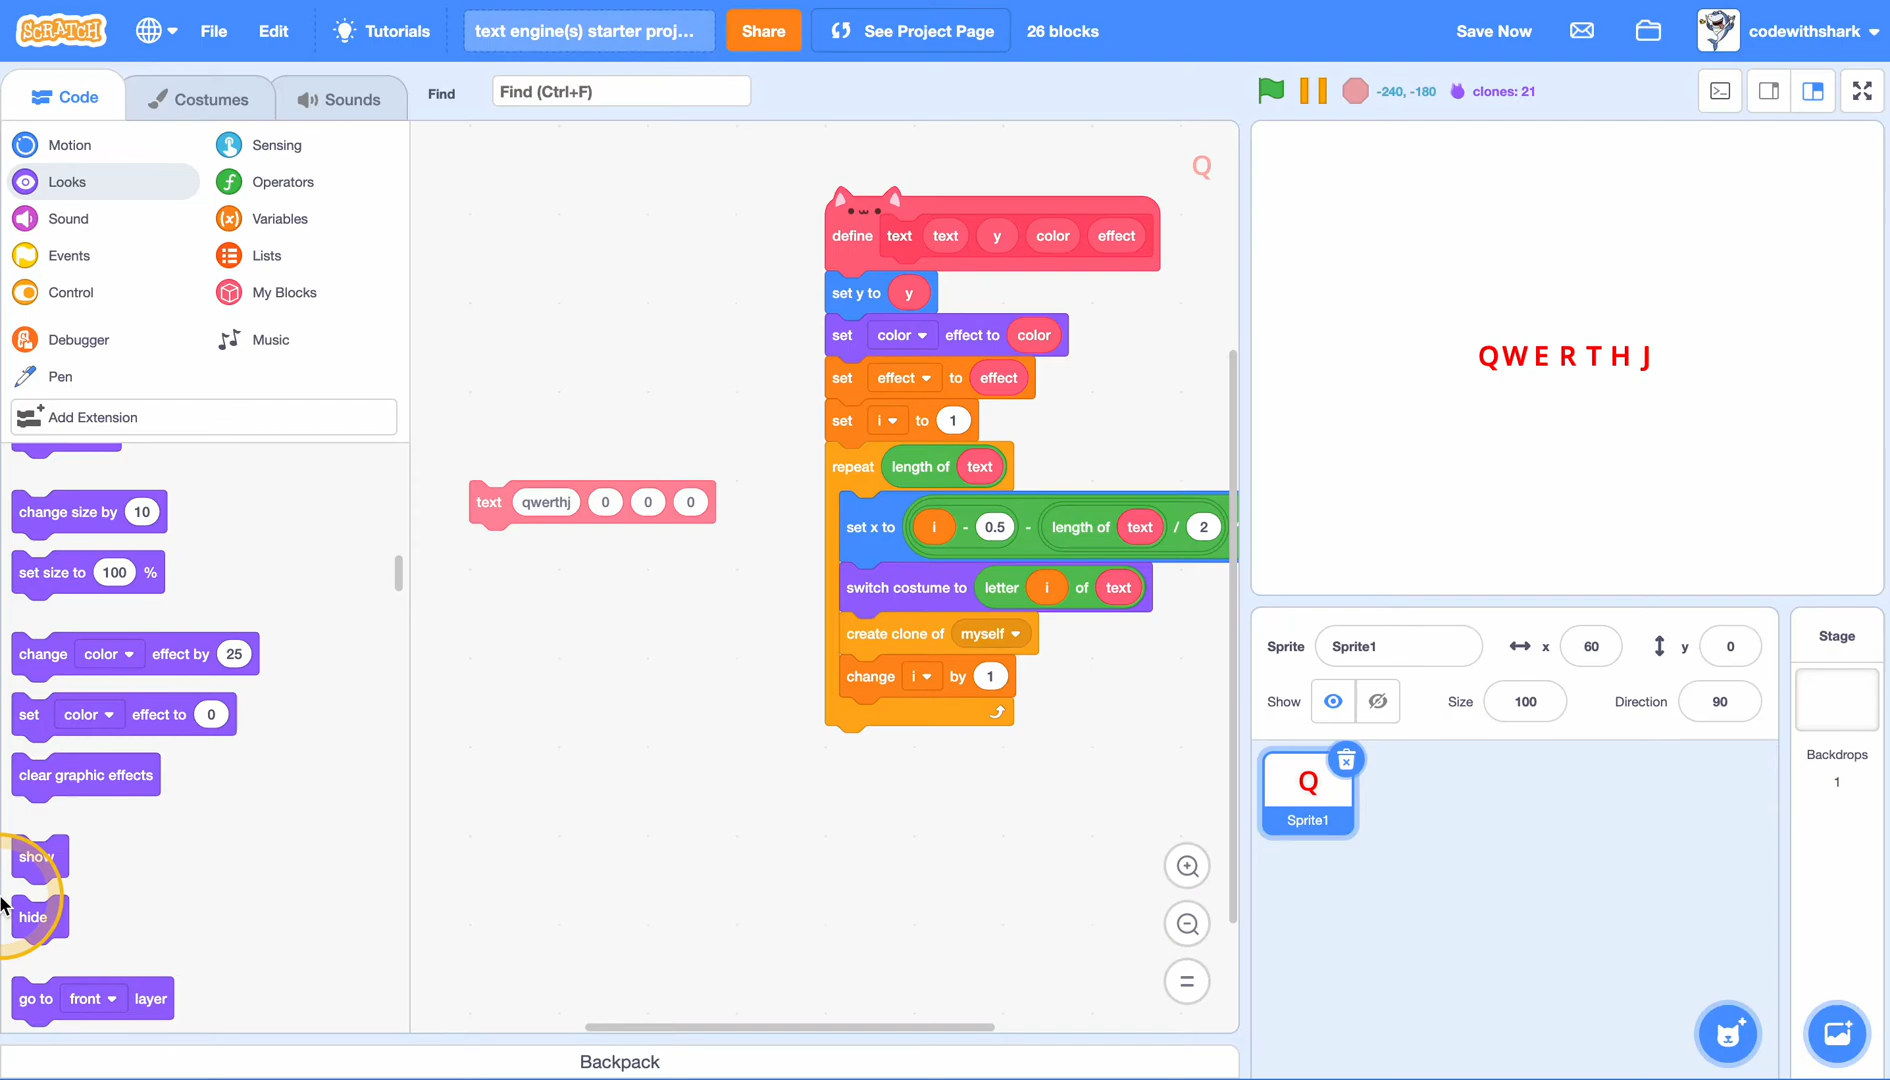 SCRATCH File Edit Tutorials text engine(s) starter proj... Share See Project Page 26 blocks Save Now codewithshark
Code Costumes Sounds Find Find (Ctrl+F) -240, -180 clones: 21
Motion Sensing
Looks Operators
Sound Variables
Events Lists
Control My Blocks
Debugger Music
Pen
Add Extension
change size by 10
set size to 100 %
change color effect by 25
set color effect to 0
clear graphic effects
show
hide
go to front layer
text qwerthj 0 0 0
Q
define text text y color effect
set y to y
set color effect to color
set effect to effect
set i to 1
repeat length of text
set x to i - 0.5 - length of text / 2
switch costume to letter i of text
create clone of myself
change i by 1
Backpack
QWERTHJ
Sprite Sprite1 x 60 y 0
Show Size 100 Direction 90
Q
Sprite1
Stage
Backdrops
1